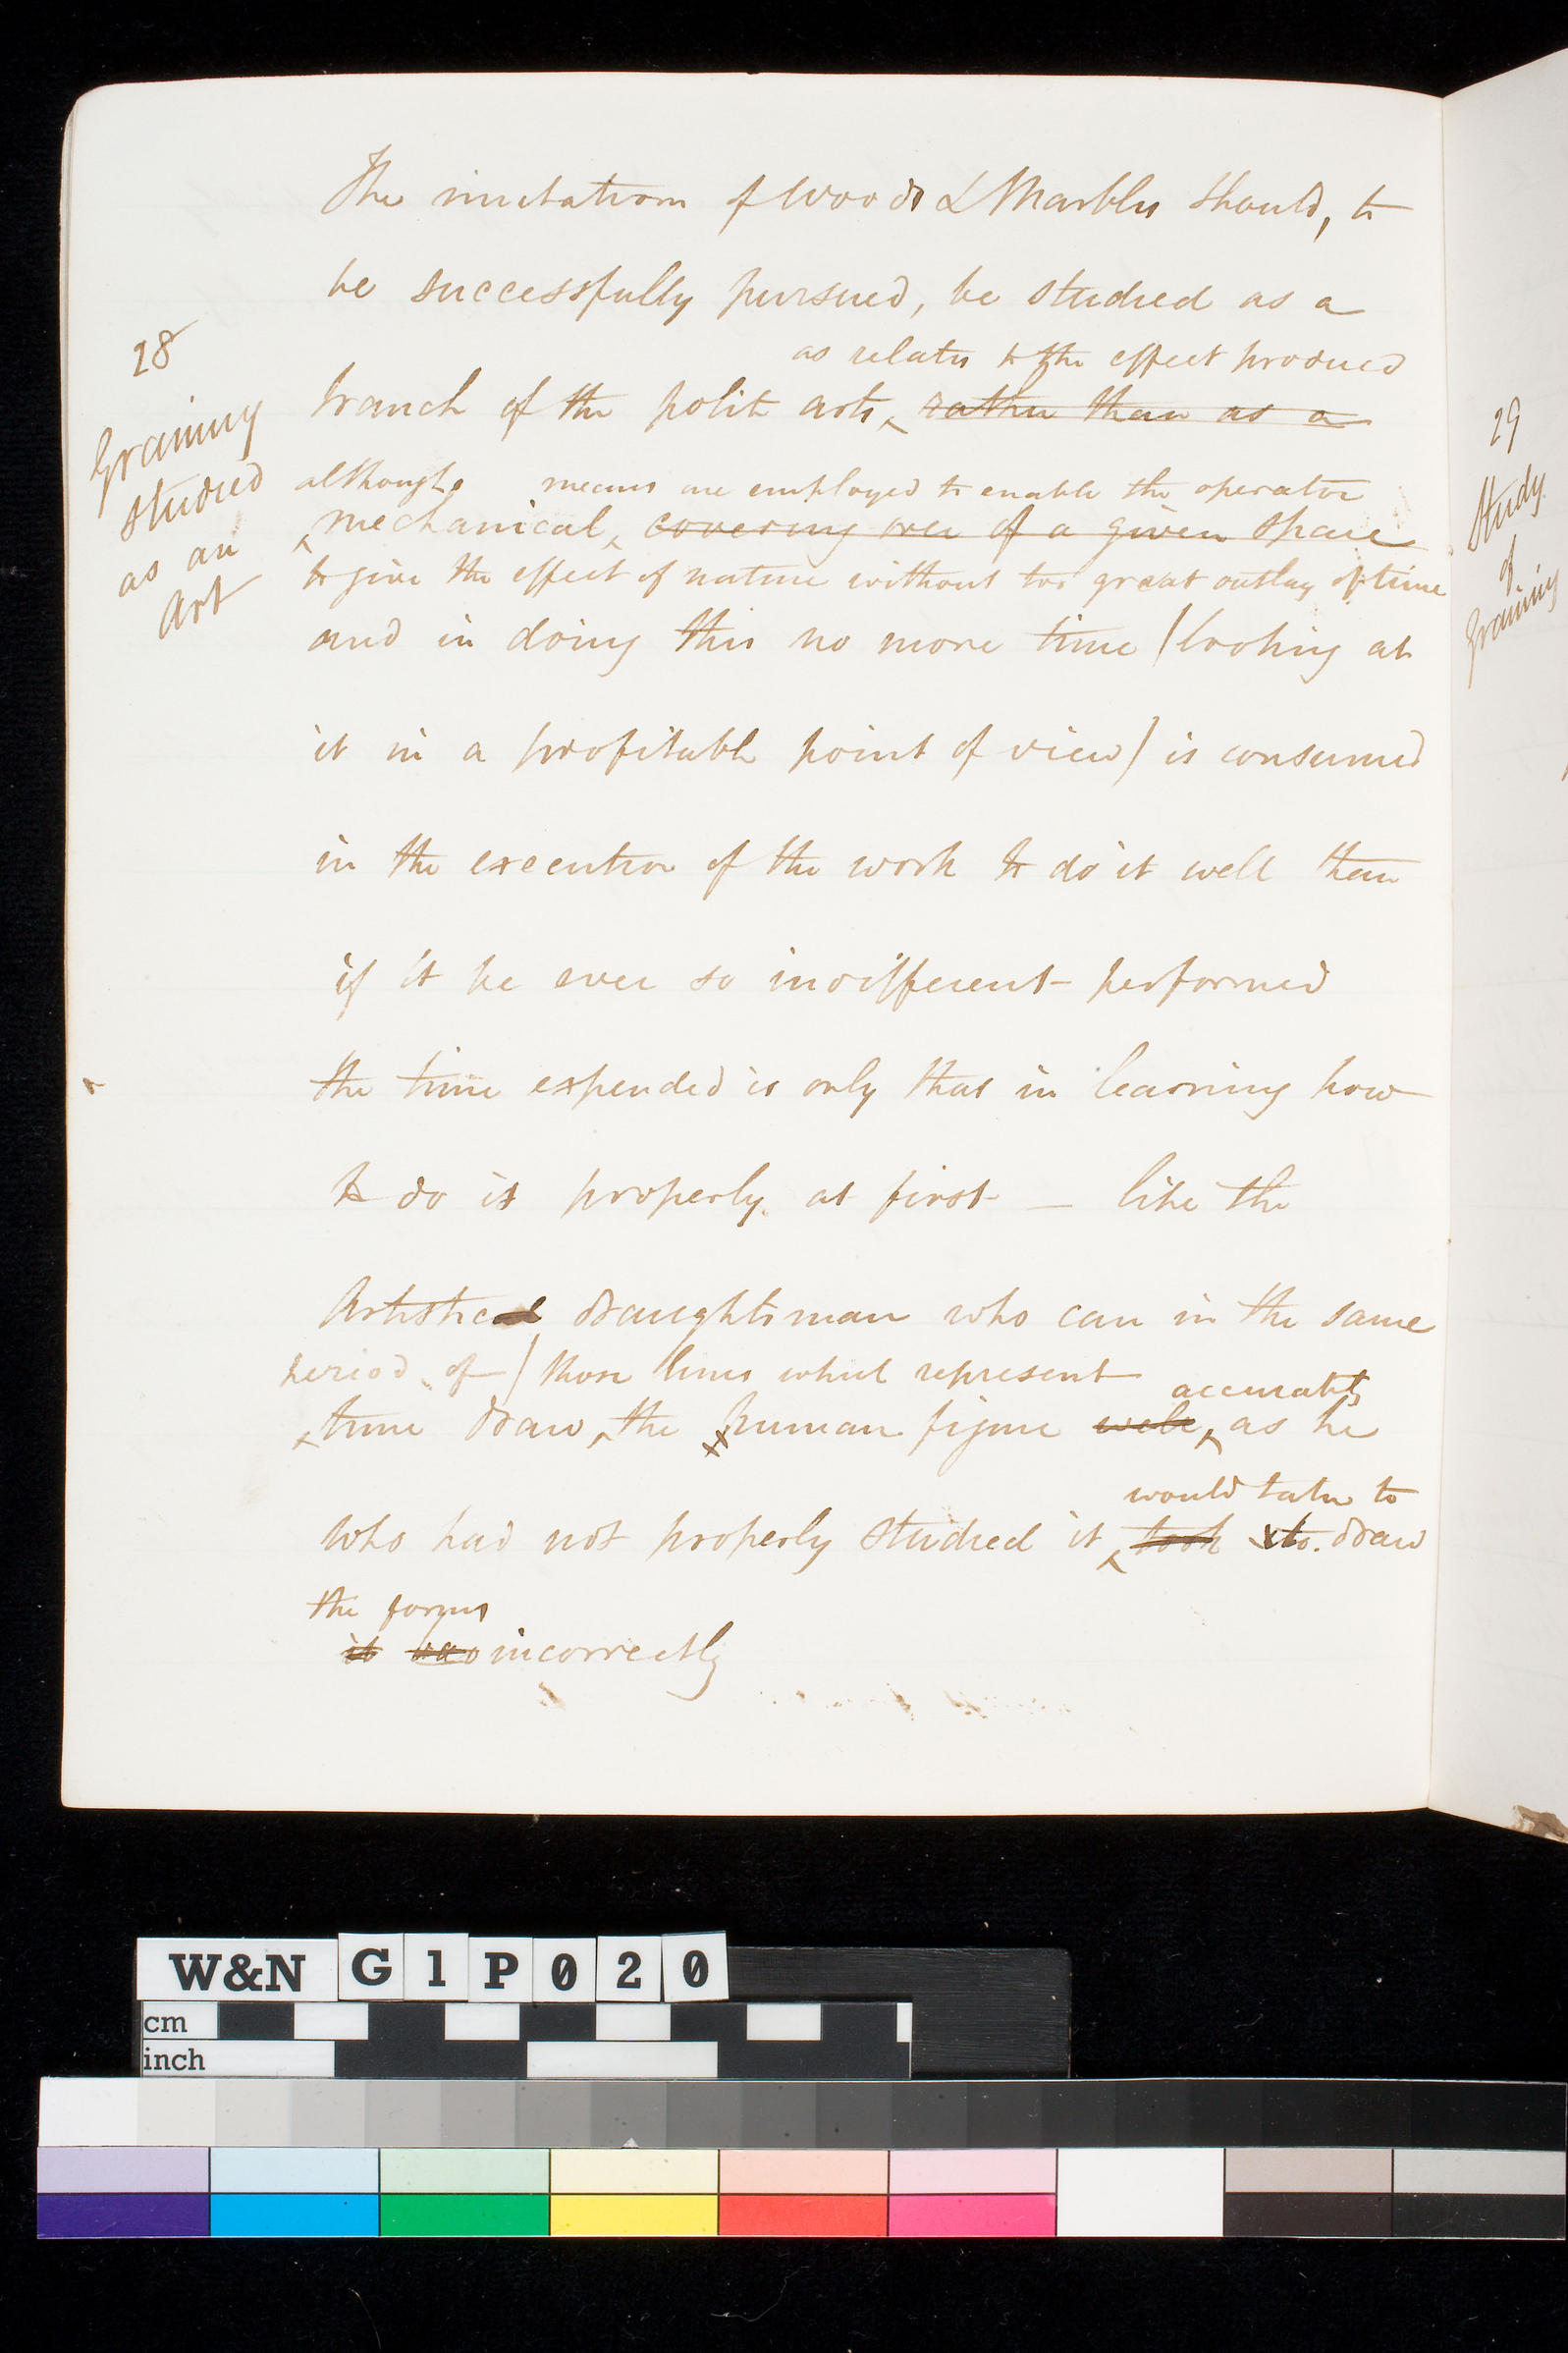 The imitation of Woods & Marbles should, to
be successfully pursued, be studied as a
28
as relates to the effect produced
branch of the polit arts, rather than as a
Graining
studied
as an
Art
although means are employed to enable the operator
mechanical, covering over of a given space
to give the effect of nature without too great outlay of time
and in doing this no more time (looking at
it in a profitable point of view) is consumed
in the execution of the work to do it well than
if it be ever so indifferent performed
the time expended is only that in learning how
to do it properly at first — like the
Artistical draughtsman who can in the same
period of / those lines which represent accurately
time draw, the human figure well, as he
would take to
who had not properly studied it took to draw
the forms
it incorrectly
29
Study
of
Graining
W&N G1P020
cm
inch